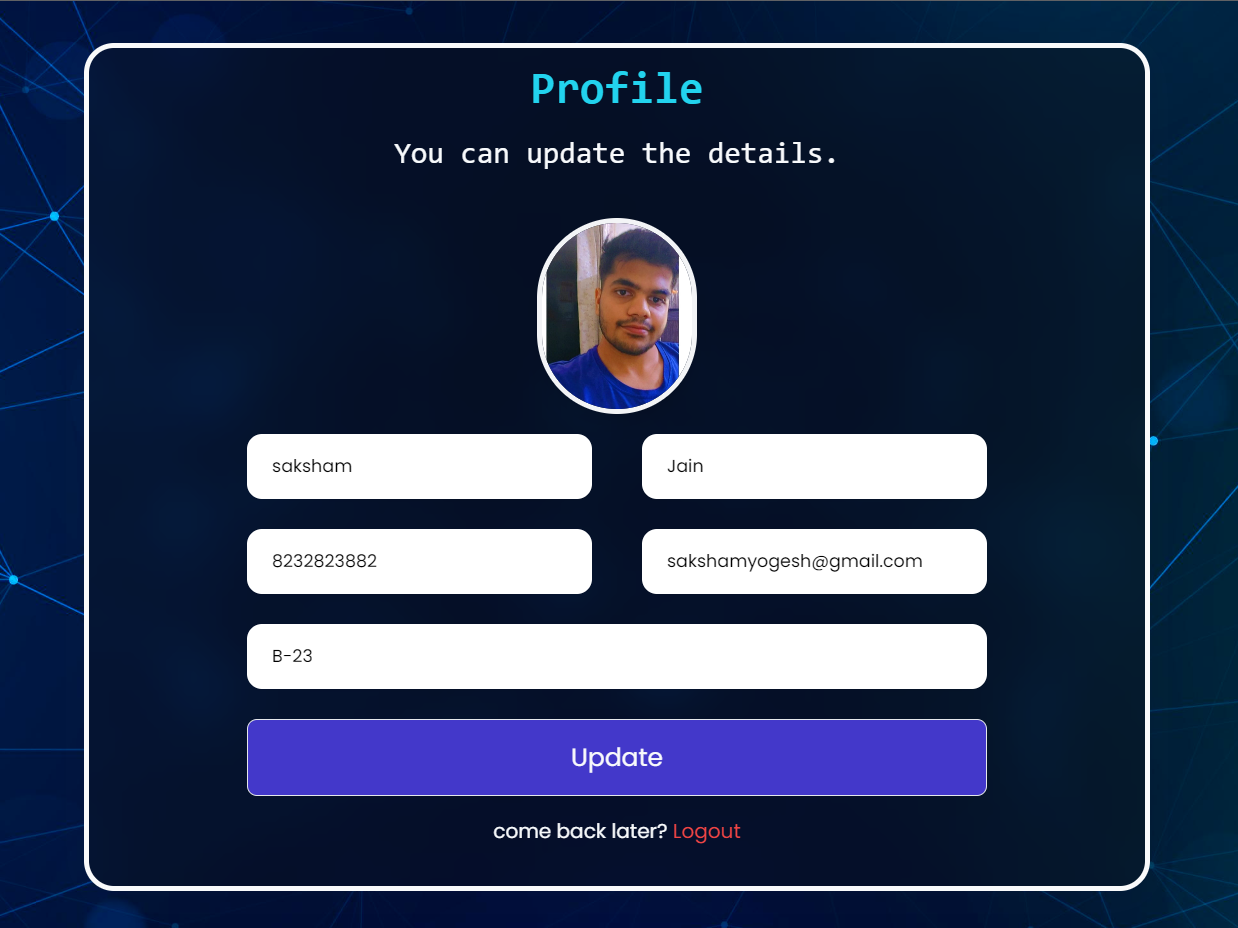 Profile
You can update the details.
saksham
Jain
8232823882
sakshamyogesh@gmail.com
B-23
Update
come back later? Logout